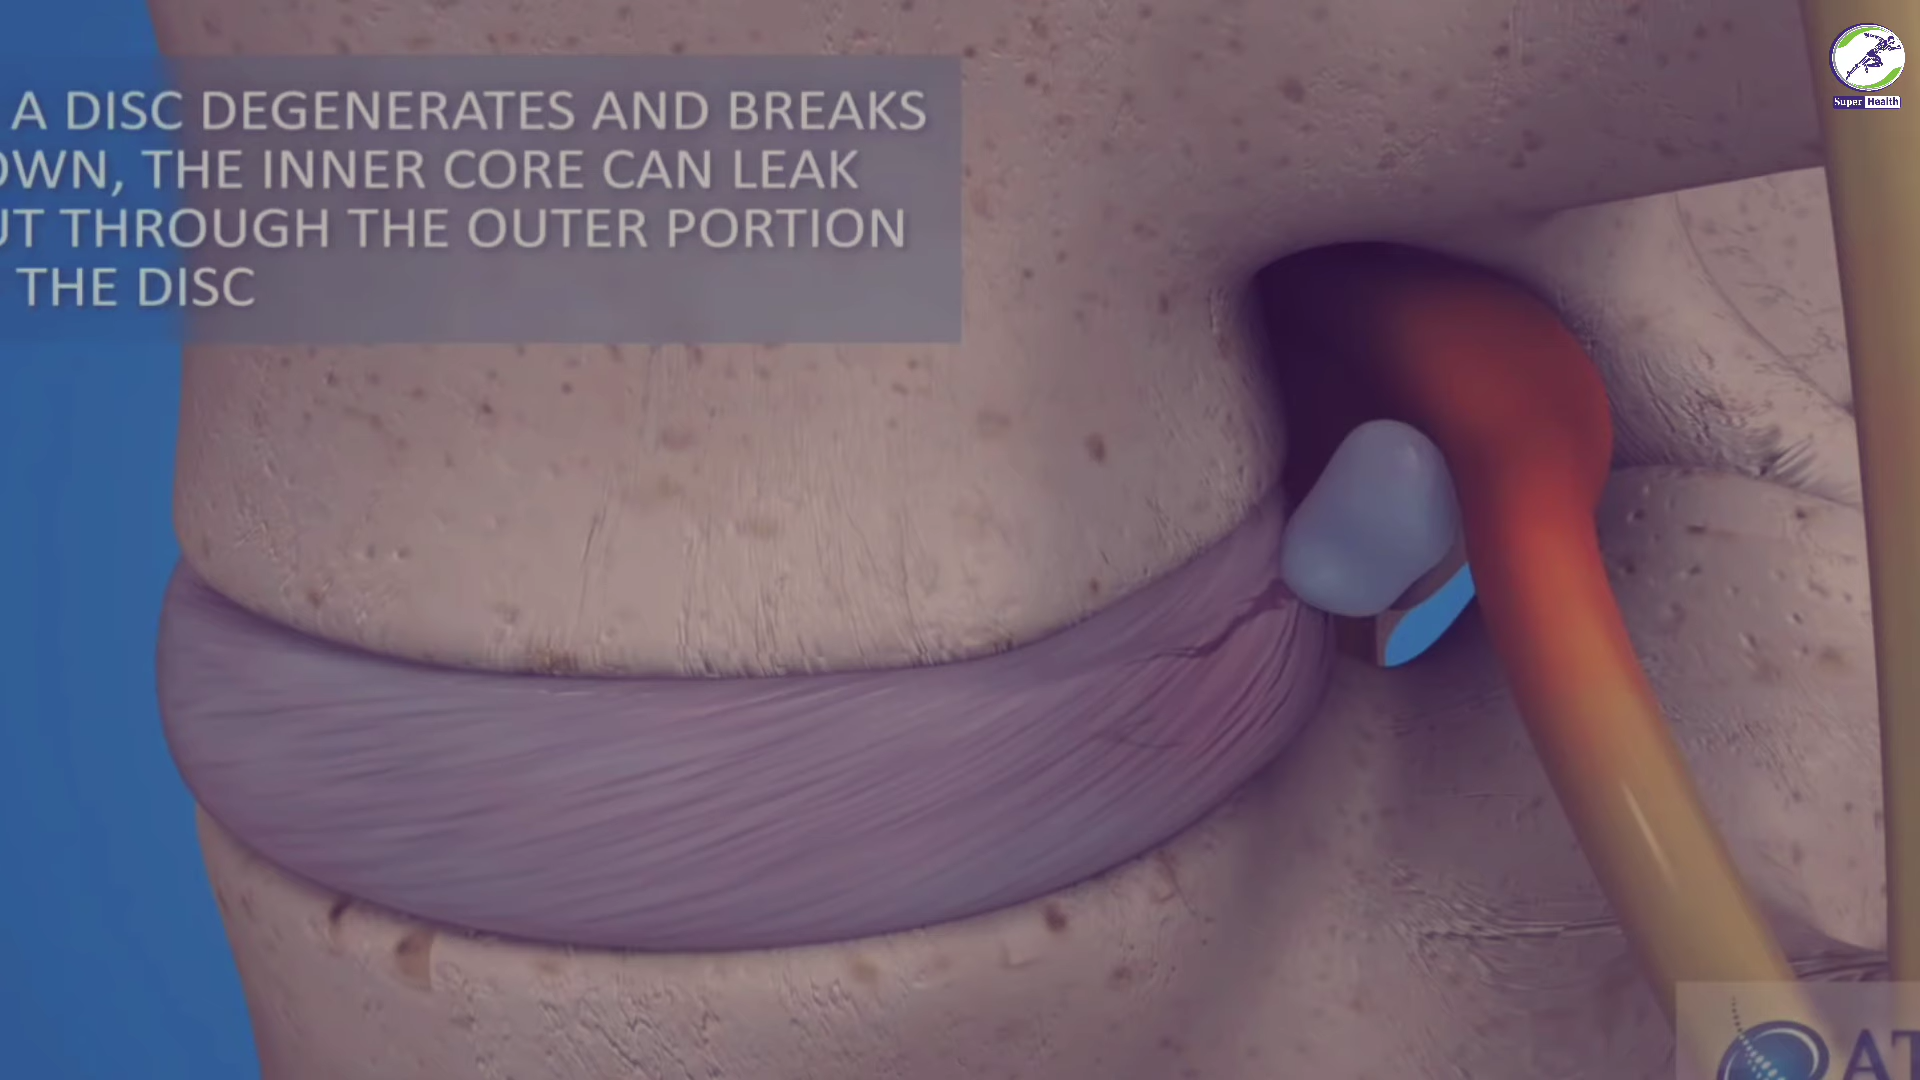 A DISC DEGENERATES AND BREAKS
OWN, THE INNER CORE CAN LEAK
UT THROUGH THE OUTER PORTION
THE DISC
Super Health
AT